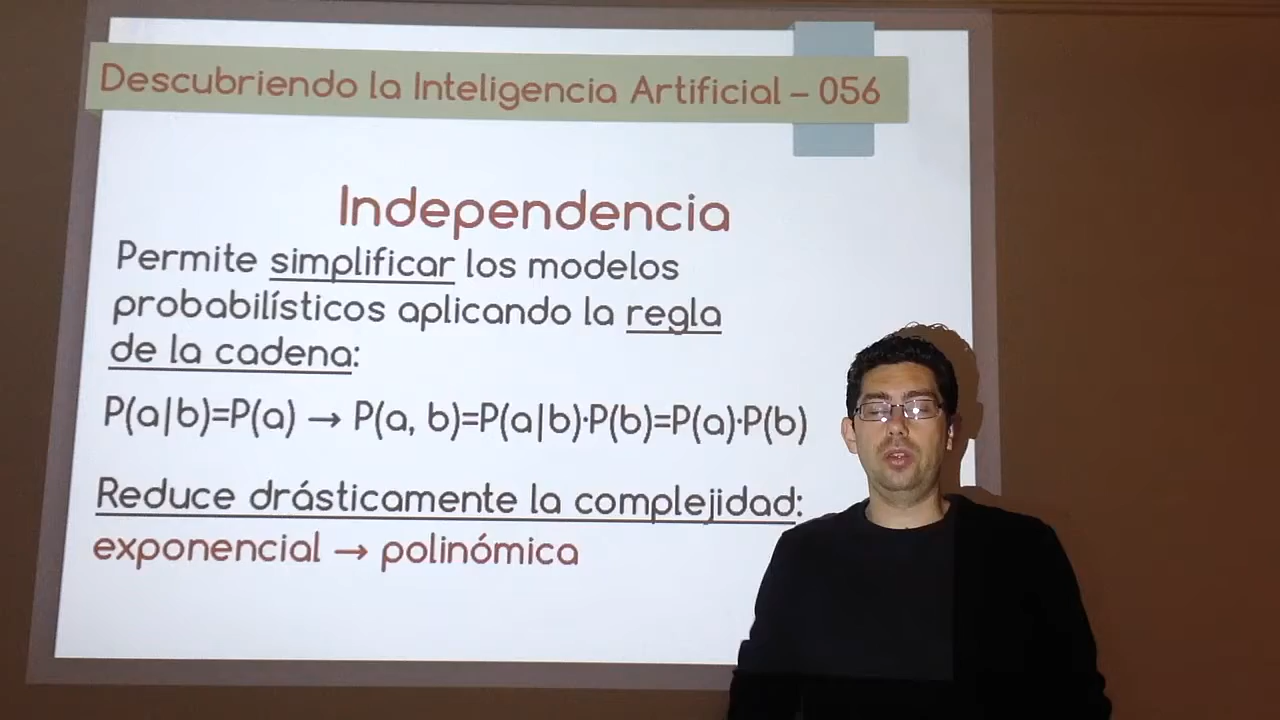 Descubriendo la Inteligencia Artificial – 056
Independencia
Permite simplificar los modelos
probabilísticos aplicando la regla
de la cadena:
P(a|b)=P(a) → P(a, b)=P(a|b)·P(b)=P(a)·P(b)
Reduce drásticamente la complejidad:
exponencial → polinómica